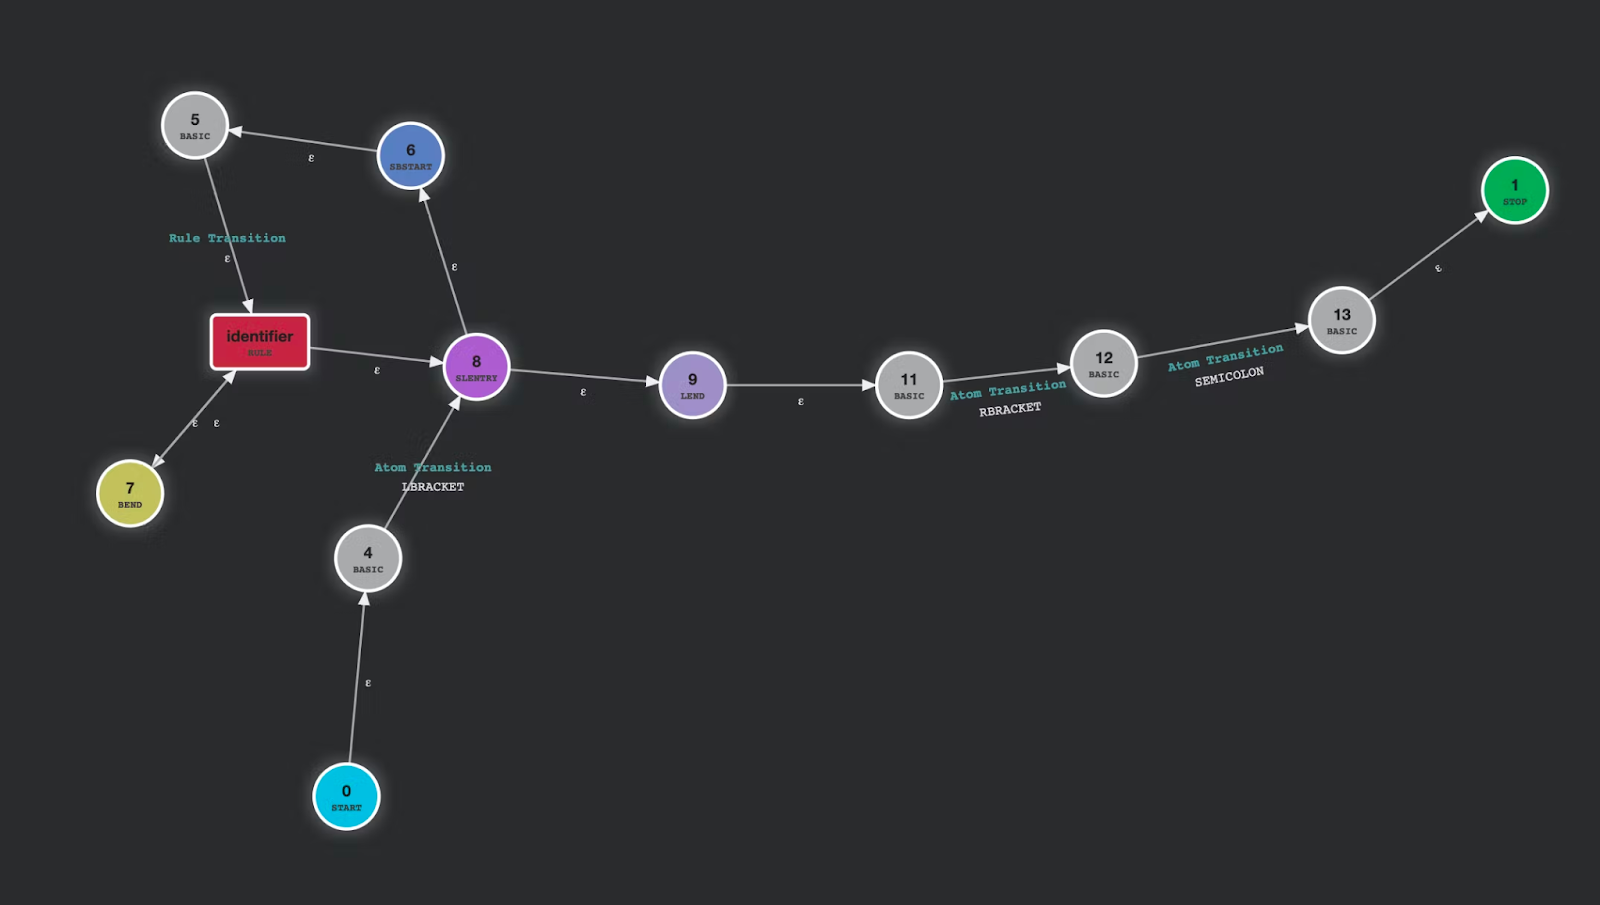 5
BASIC
6
SBSTART
ε
1
STOP
Rule Transition
ε
ε
ε
13
BASIC
identifier
RULE
ε
8
SLENTRY
ε
9
LEND
ε
11
BASIC
Atom Transition
RBRACKET
12
BASIC
Atom Transition
SEMICOLON
ε ε
Atom Transition
LBRACKET
7
BEND
4
BASIC
ε
0
START